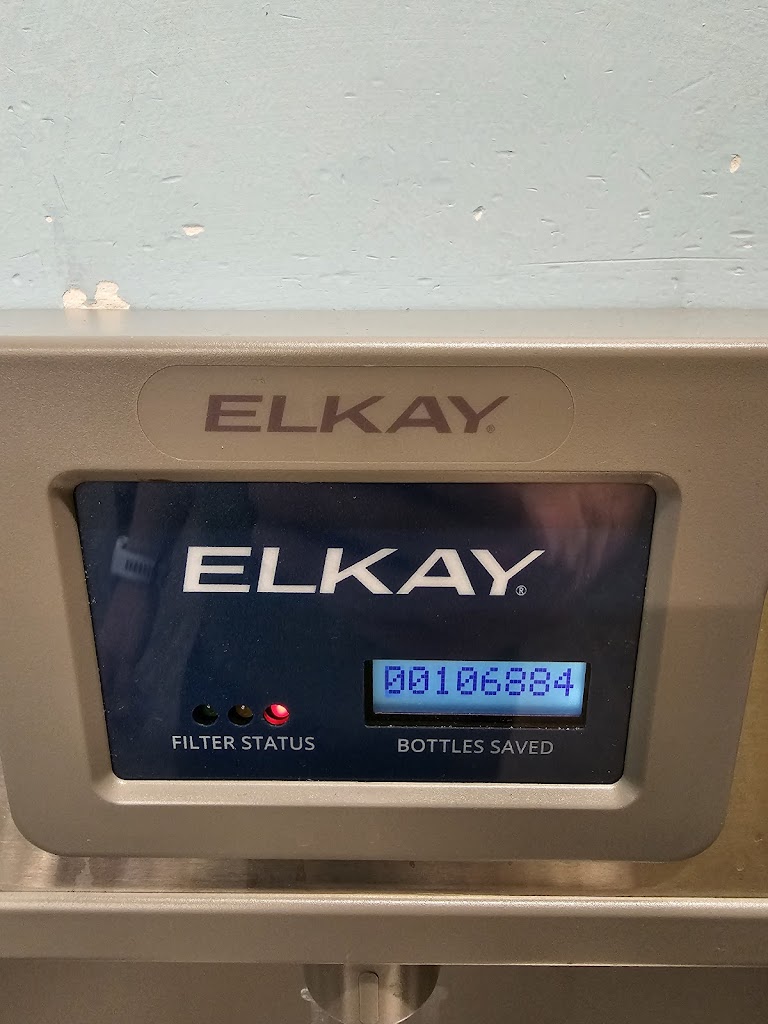 ELKAY®
ELKAY®
00106884
FILTER STATUS
BOTTLES SAVED